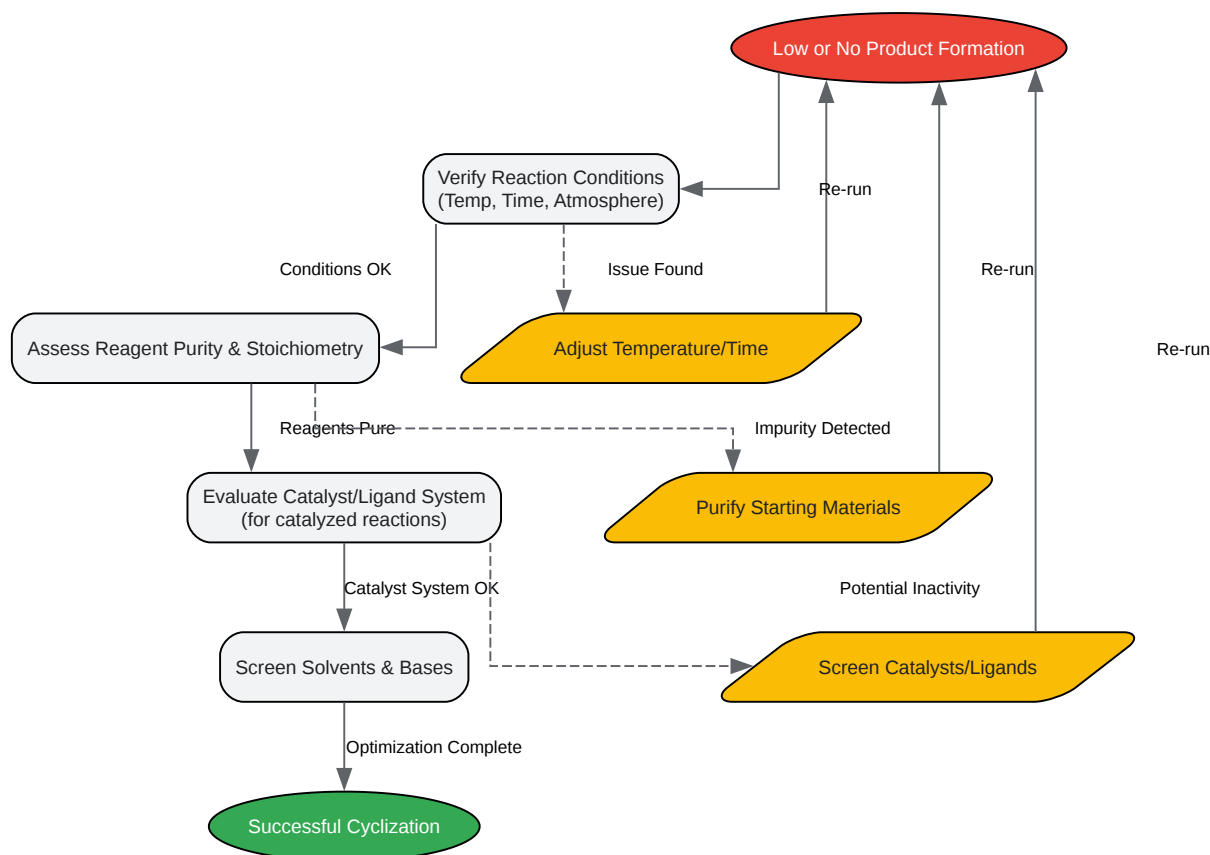 Low or No Product Formation
Verify Reaction Conditions
(Temp, Time, Atmosphere)
Re-run
Conditions OK
Issue Found
Re-run
Assess Reagent Purity & Stoichiometry
Adjust Temperature/Time
Re-run
Reagents Pure
Impurity Detected
Evaluate Catalyst/Ligand System
(for catalyzed reactions)
Purify Starting Materials
Catalyst System OK
Potential Inactivity
Screen Solvents & Bases
Screen Catalysts/Ligands
Optimization Complete
Successful Cyclization